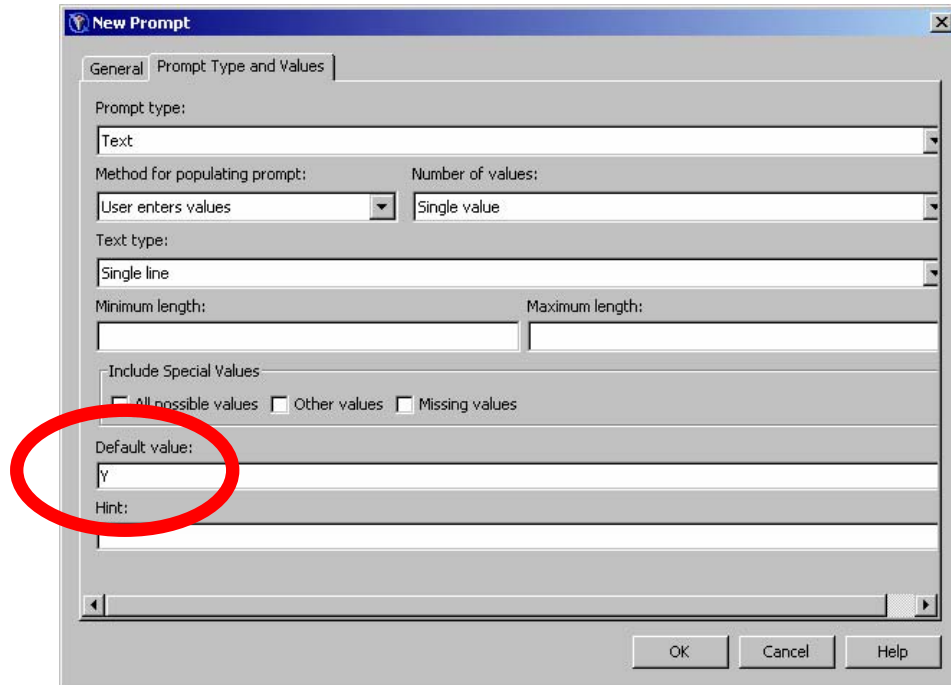 New Prompt
General Prompt Type and Values
Prompt type:
Text
Method for populating prompt: Number of values:
User enters values Single value
Text type:
Single line
Minimum length: Maximum length:
Include Special Values
All possible values Other values Missing values
Default value:
Y
Hint:
OK Cancel Help